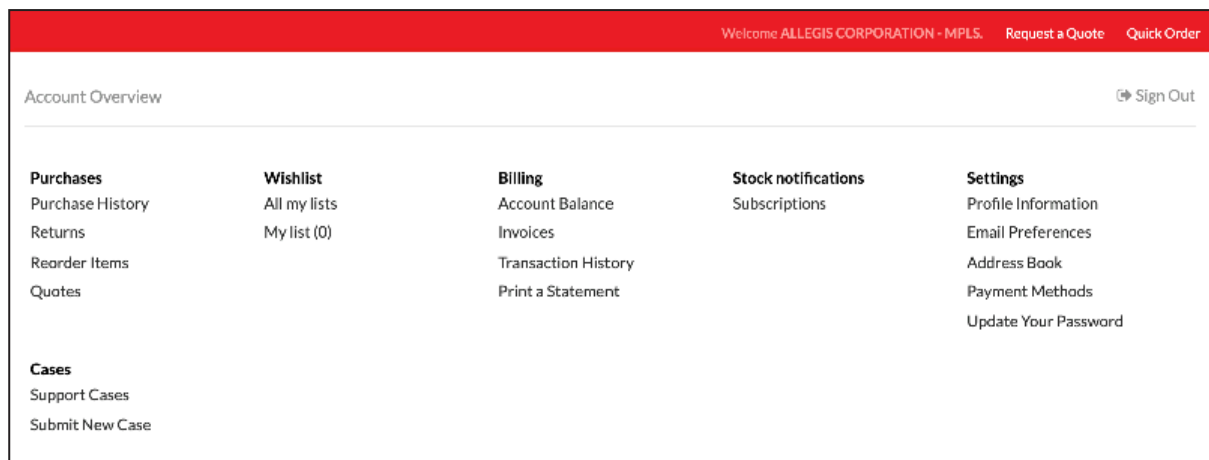 Welcome ALLEGIS CORPORATION - MPLS. Request a Quote Quick Order
Account Overview
Sign Out
Purchases
Purchase History
Returns
Reorder Items
Quotes
Wishlist
All my lists
My list (0)
Billing
Account Balance
Invoices
Transaction History
Print a Statement
Stock notifications
Subscriptions
Settings
Profile Information
Email Preferences
Address Book
Payment Methods
Update Your Password
Cases
Support Cases
Submit New Case